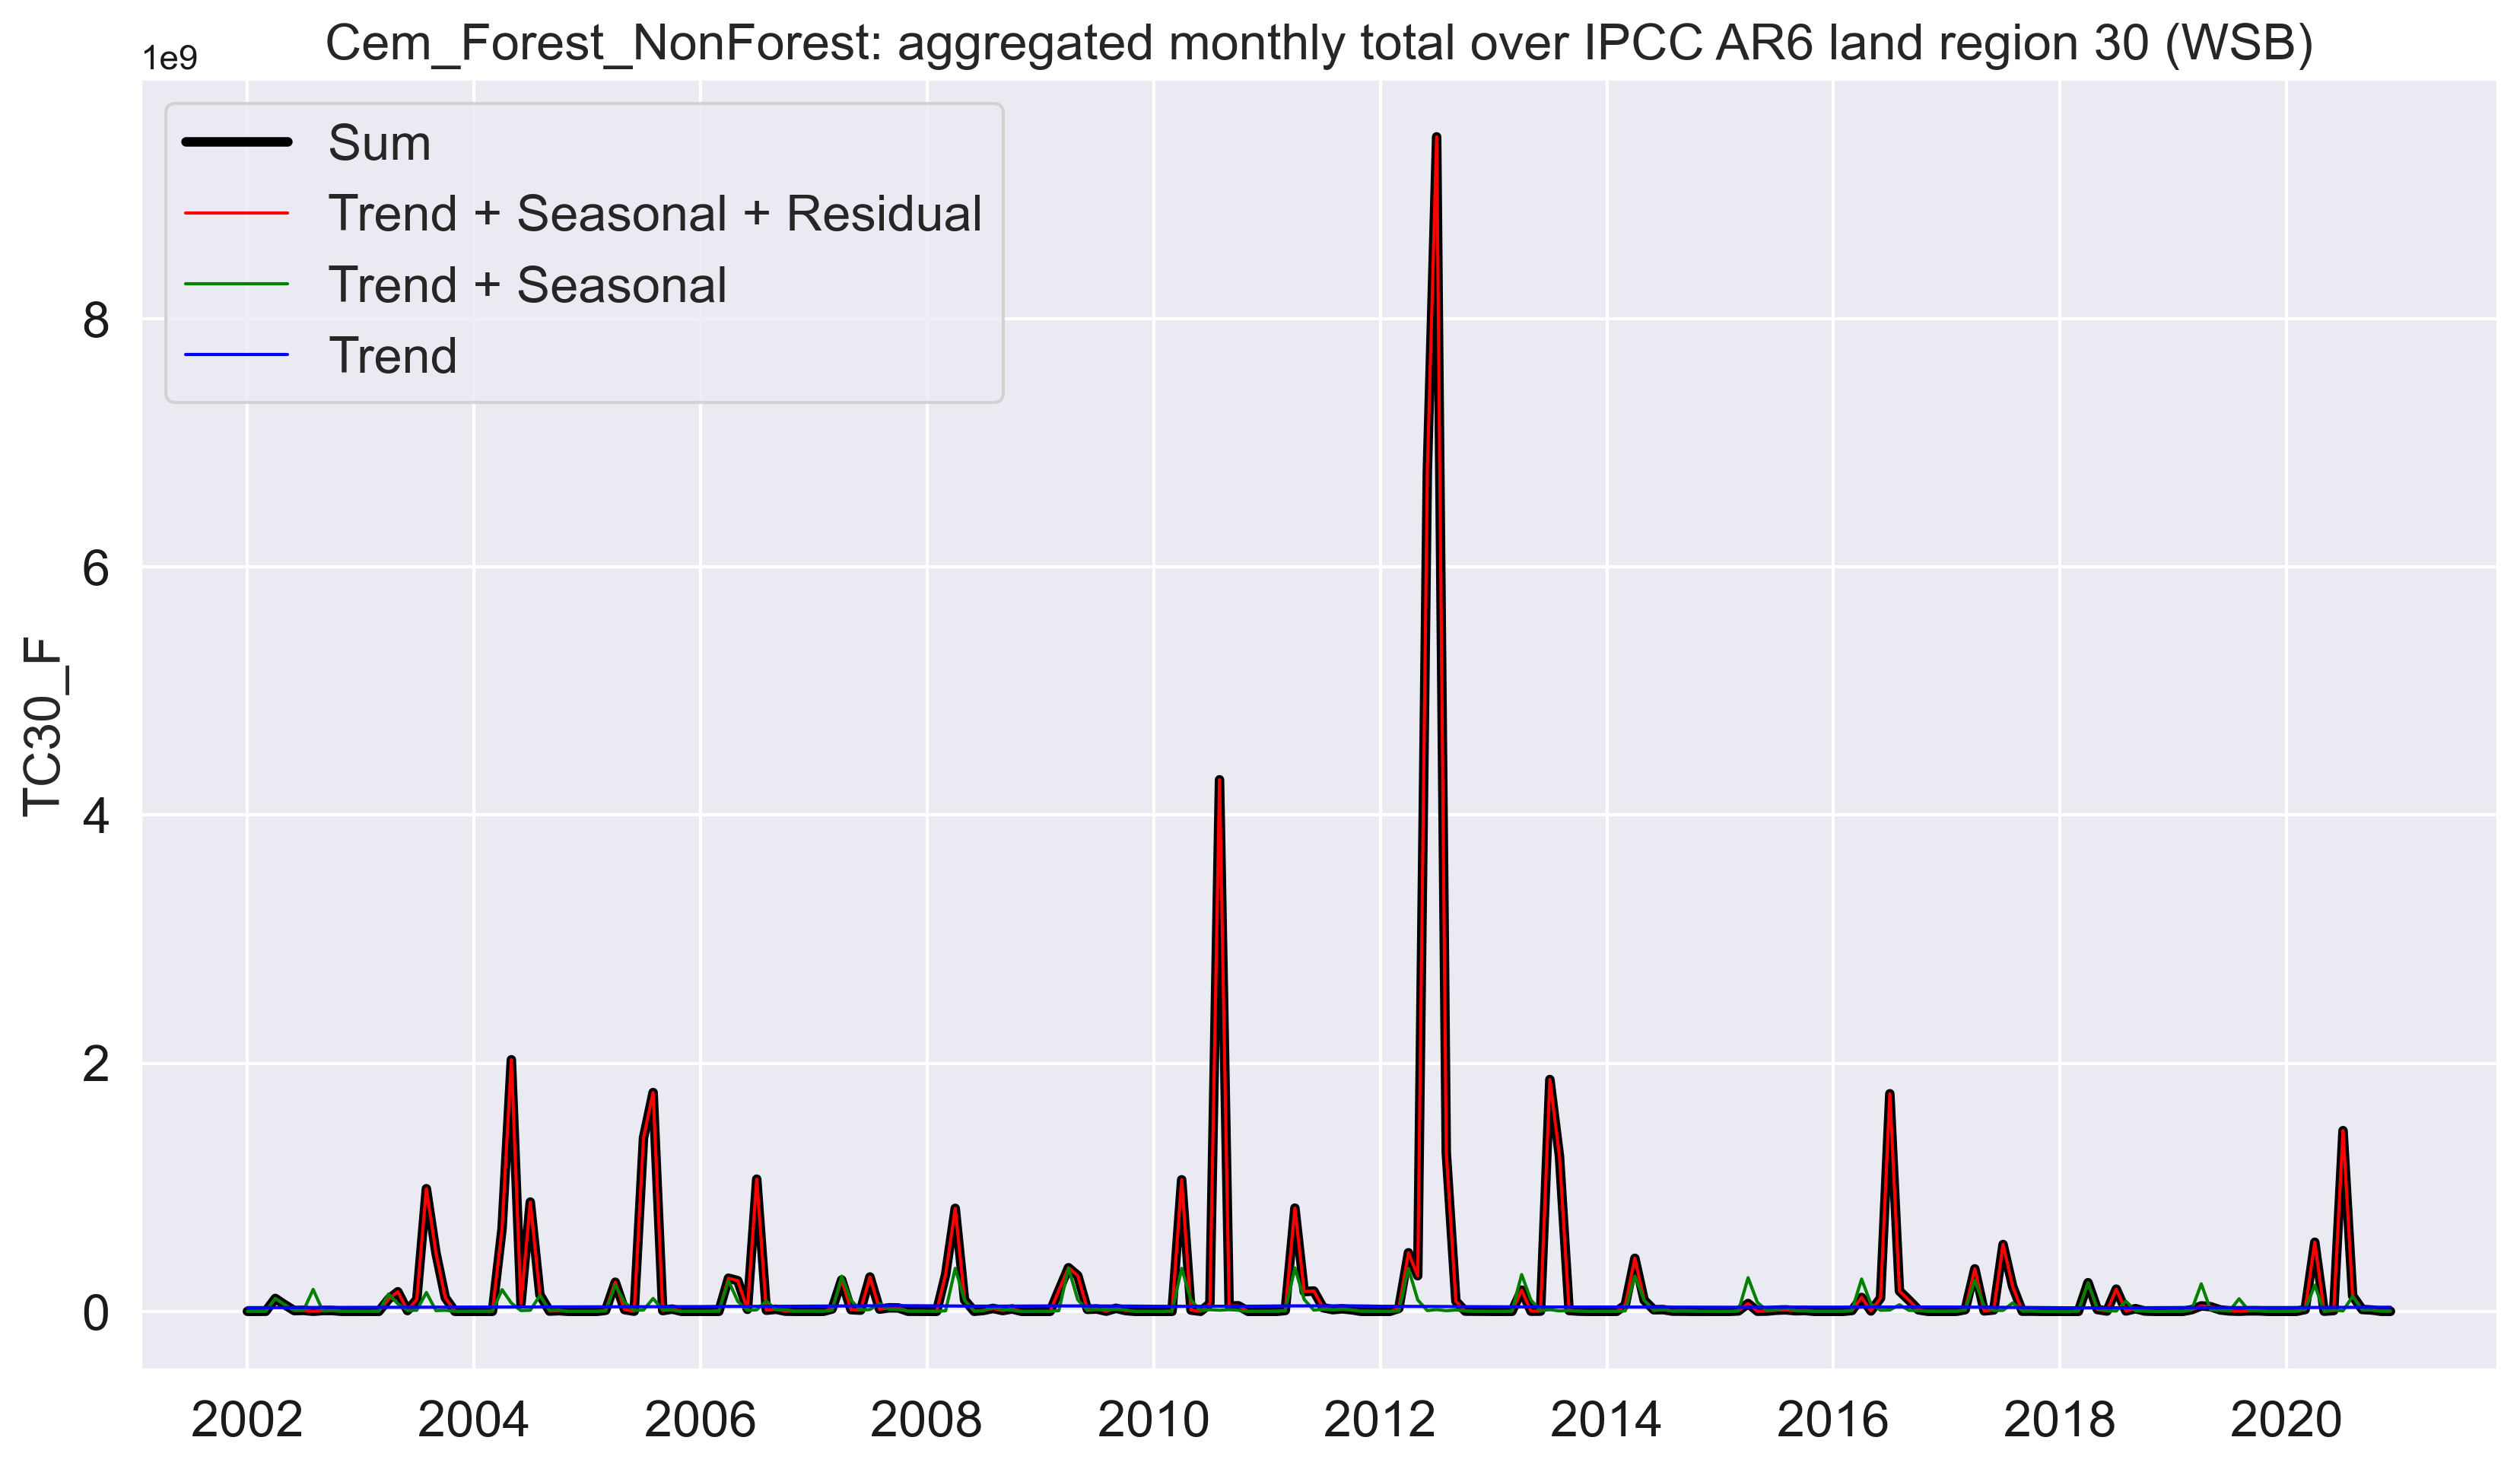 Cem_Forest_NonForest: aggregated monthly total over IPCC AR6 land region 30 (WSB)
1e9
Sum
Trend + Seasonal + Residual
Trend + Seasonal
Trend
TC30_F
8
6
4
2
0
2002 2004 2006 2008 2010 2012 2014 2016 2018 2020